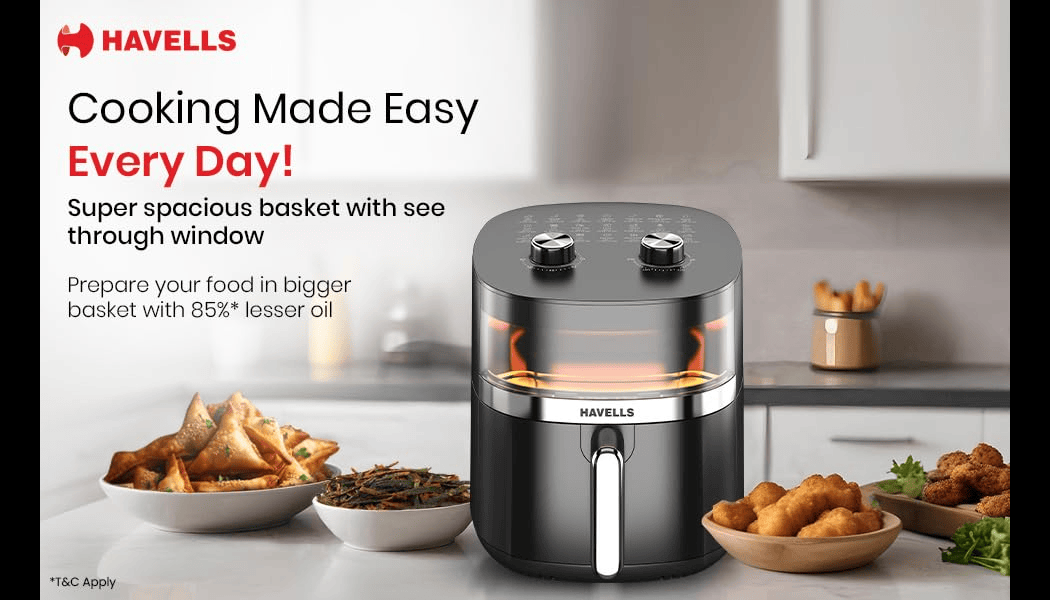 HAVELLS
Cooking Made Easy
Every Day!
Super spacious basket with see
through window
Prepare your food in bigger
basket with 85%* lesser oil
HAVELLS
*T&C Apply